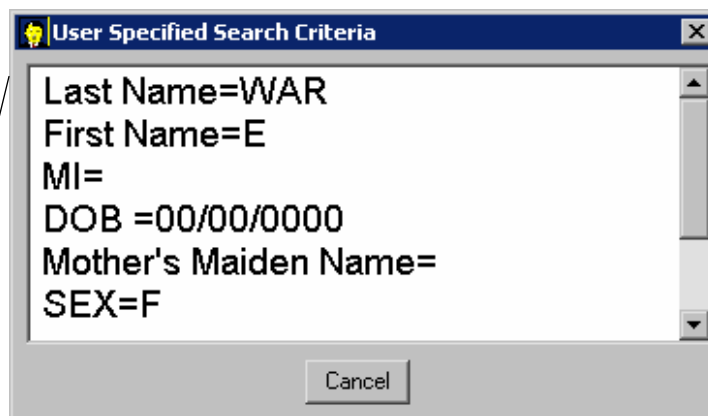 User Specified Search Criteria
Last Name=WAR
First Name=E
MI=
DOB =00/00/0000
Mother's Maiden Name=
SEX=F
Cancel